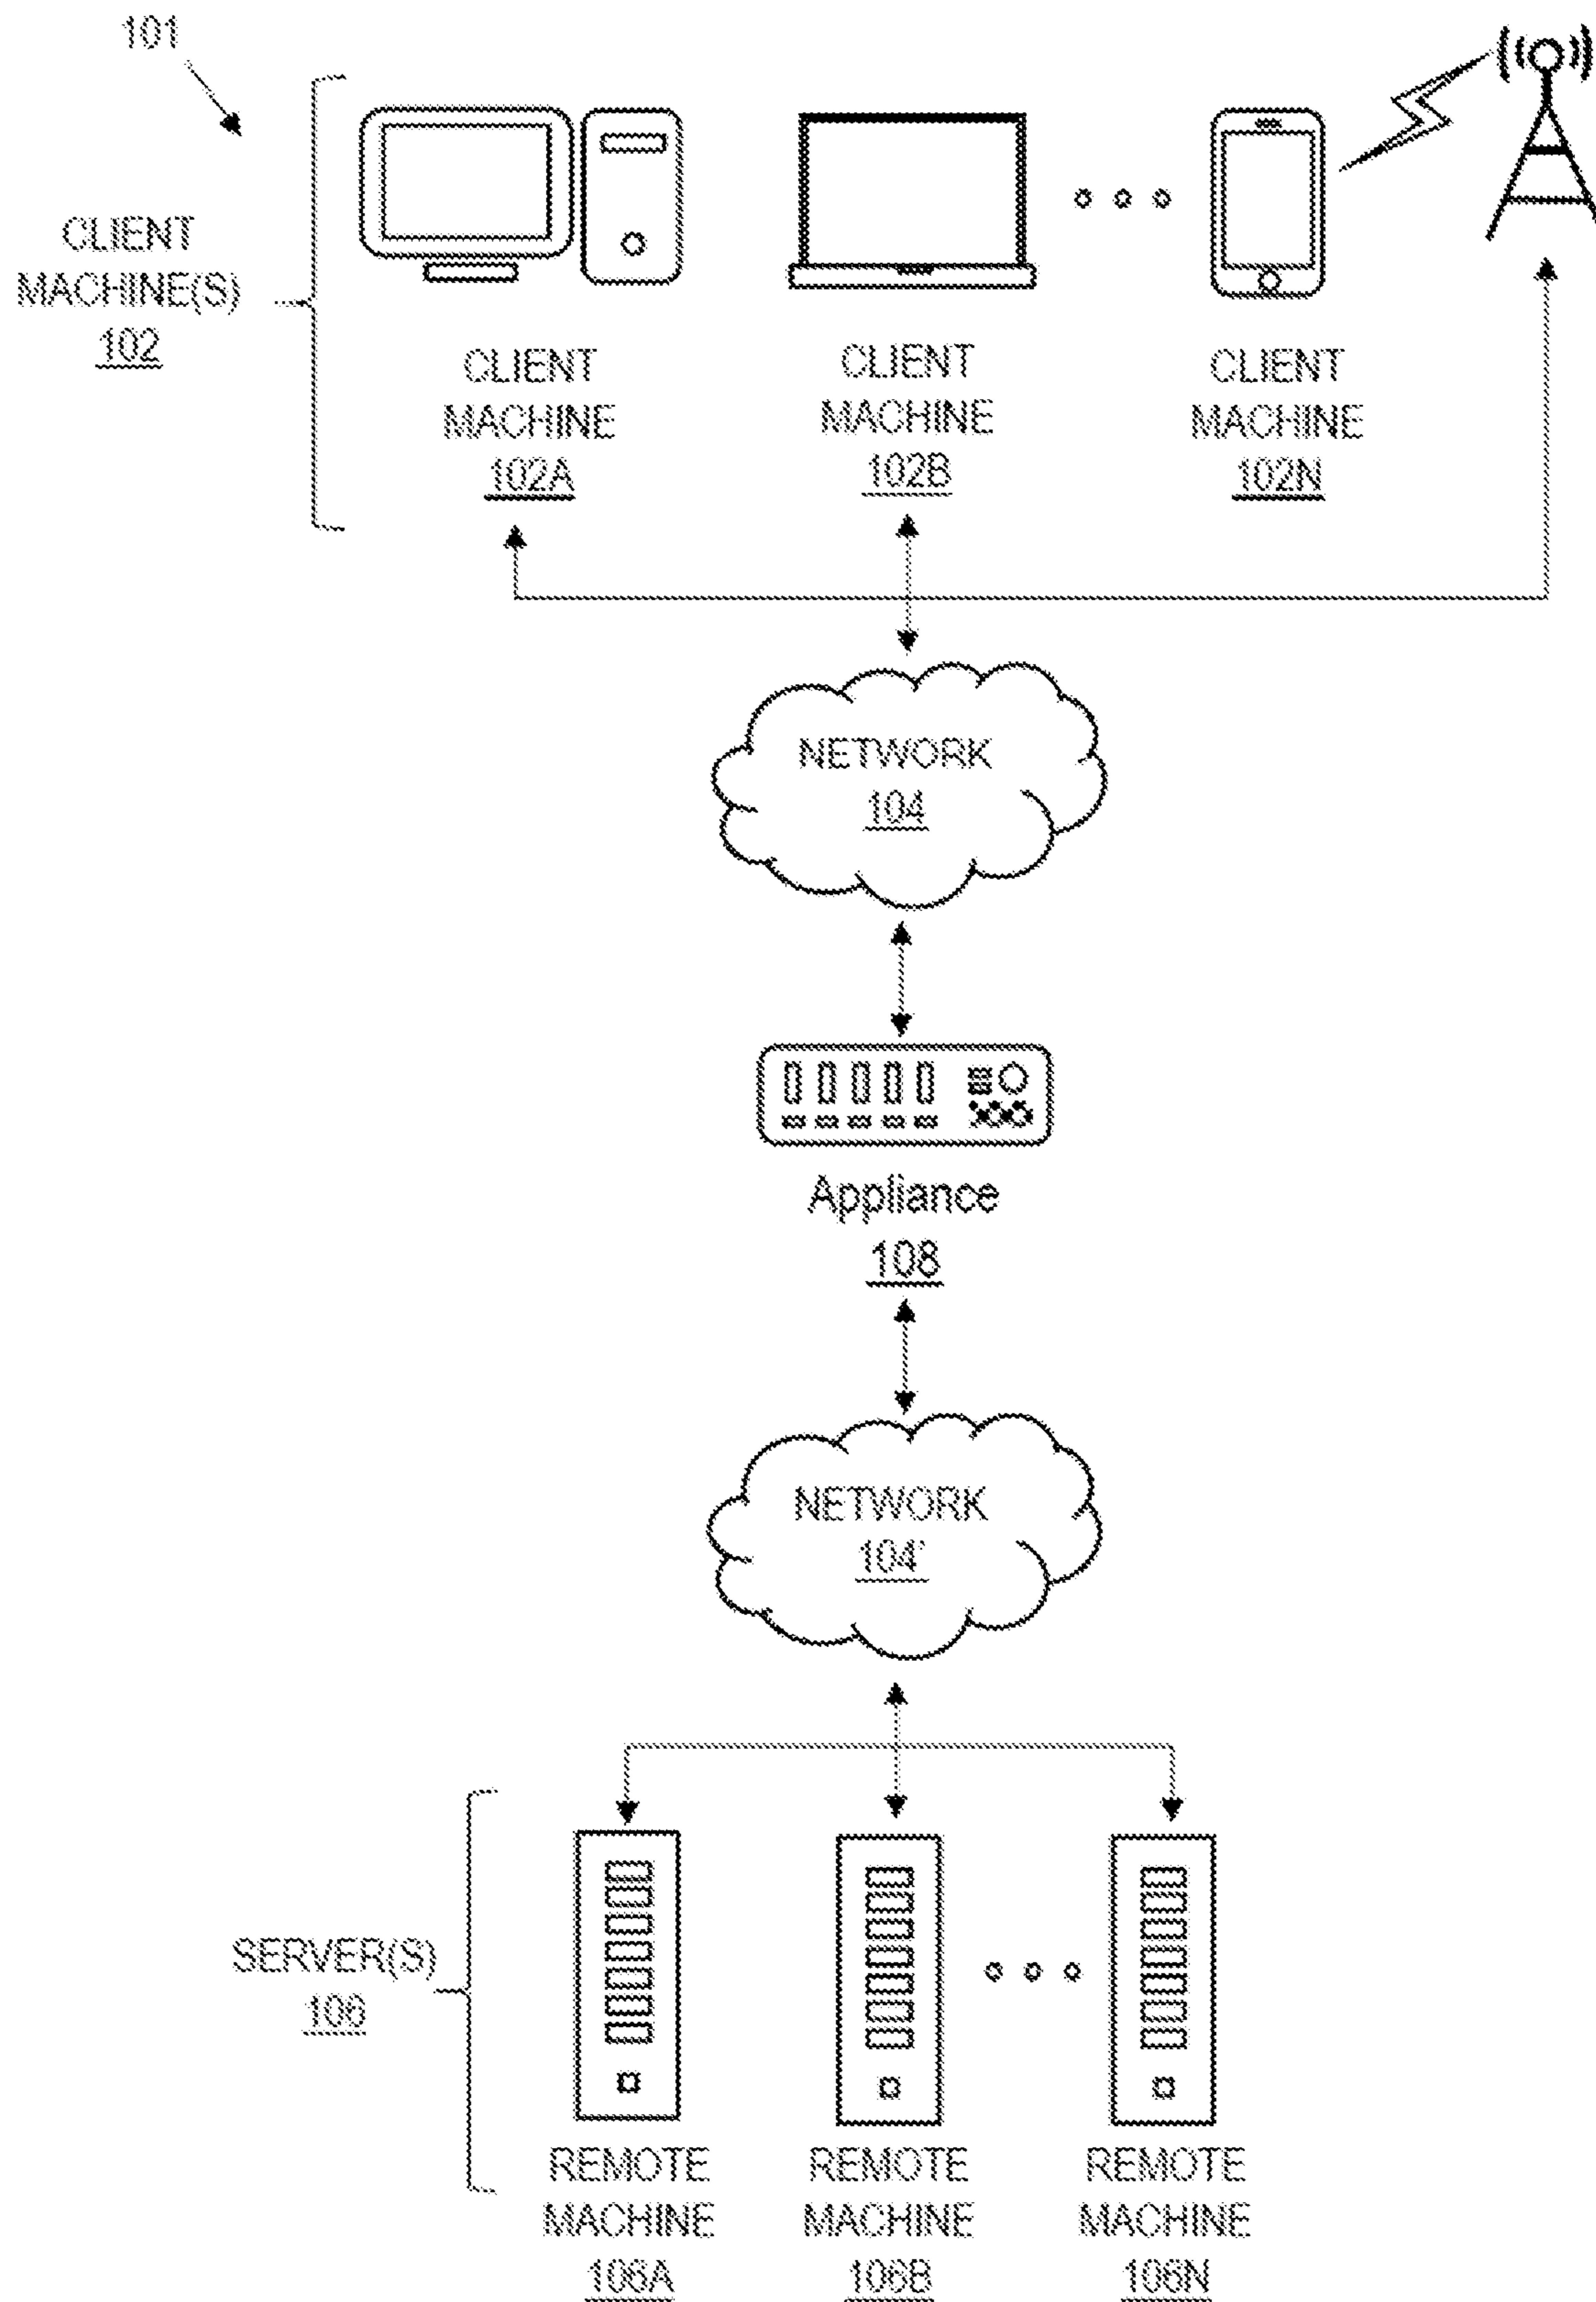 101
CLIENT
MACHINE(S)
102
CLIENT
MACHINE
102A
CLIENT
MACHINE
102B
CLIENT
MACHINE
102N
NETWORK
104
Appliance
108
NETWORK
104'
SERVER(S)
106
REMOTE
MACHINE
106A
REMOTE
MACHINE
106B
REMOTE
MACHINE
106N